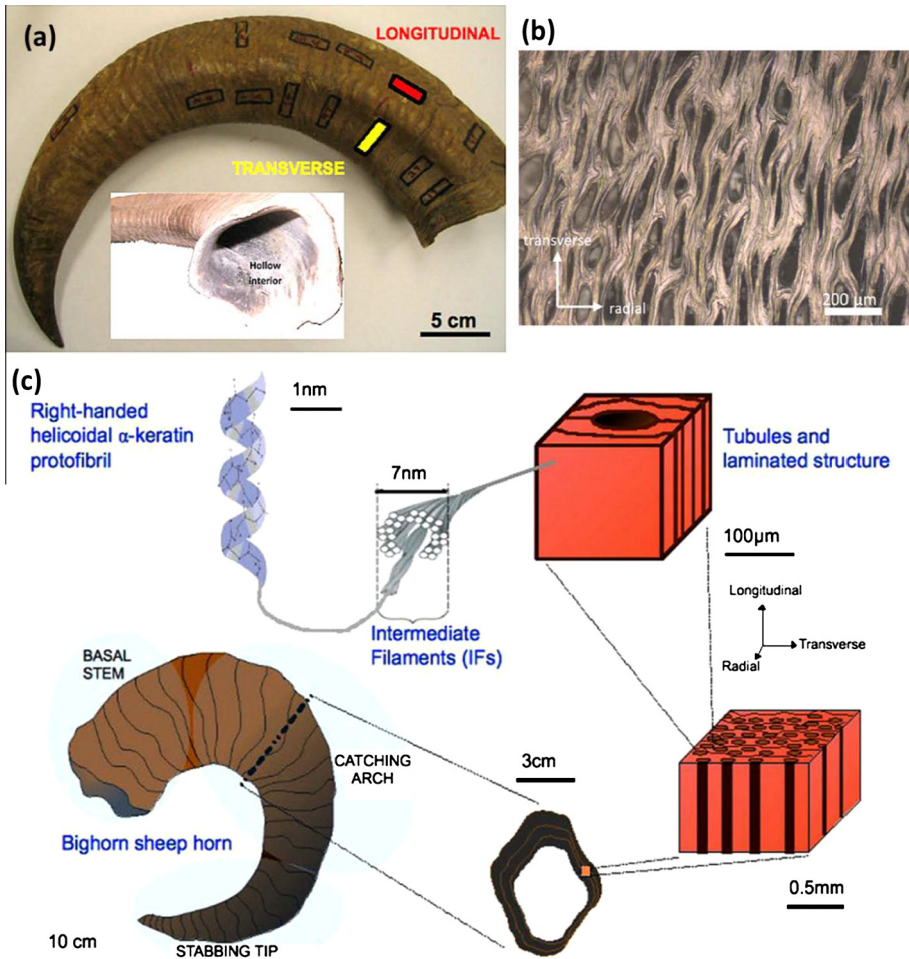 (a)
LONGITUDINAL
TRANSVERSE
Hollow
interior
5 cm
(b)
transverse
radial
200 µm
(c)
Right-handed
helicoidal α-keratin
protofibril
1nm
7nm
Intermediate
Filaments (IFs)
Tubules and
laminated structure
100µm
Longitudinal
Transverse
Radial
BASAL
STEM
CATCHING
ARCH
Bighorn sheep horn
10 cm
STABBING TIP
3cm
0.5mm